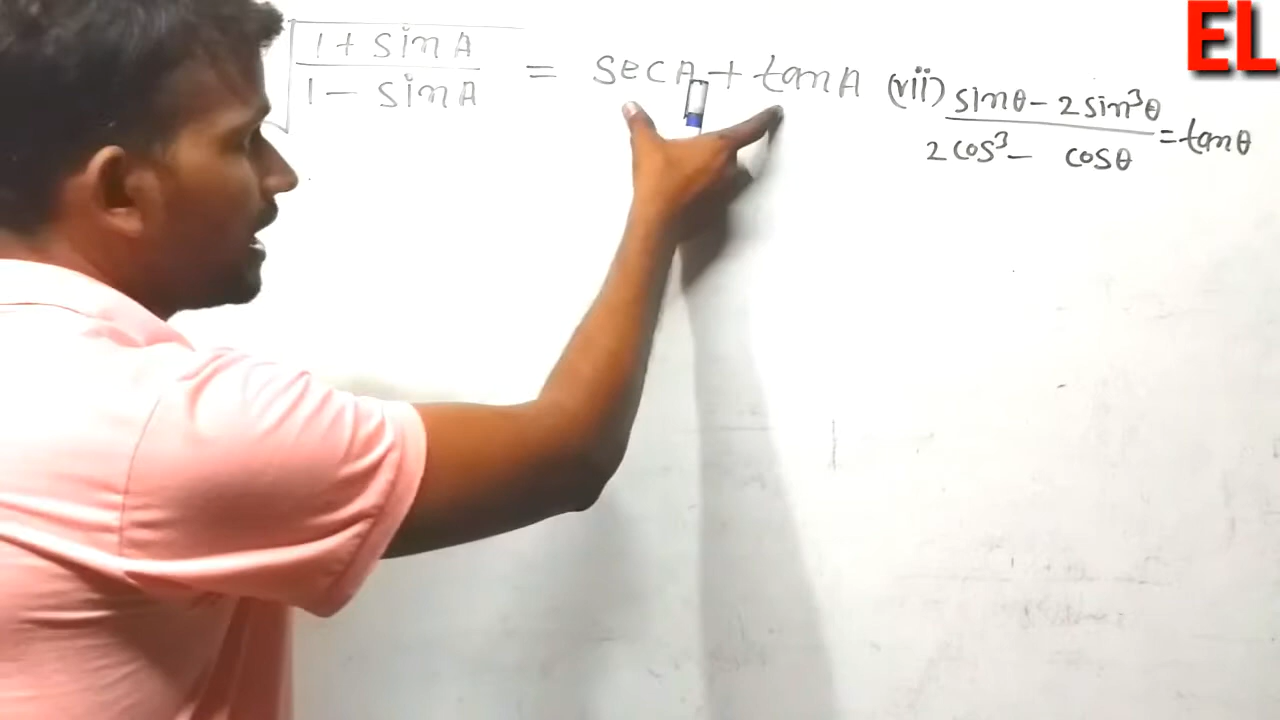 √(1 + sinA / 1 - sinA) = secA + tanA
(vii) sinθ - 2sin³θ / 2cos³ - cosθ = tanθ
EL